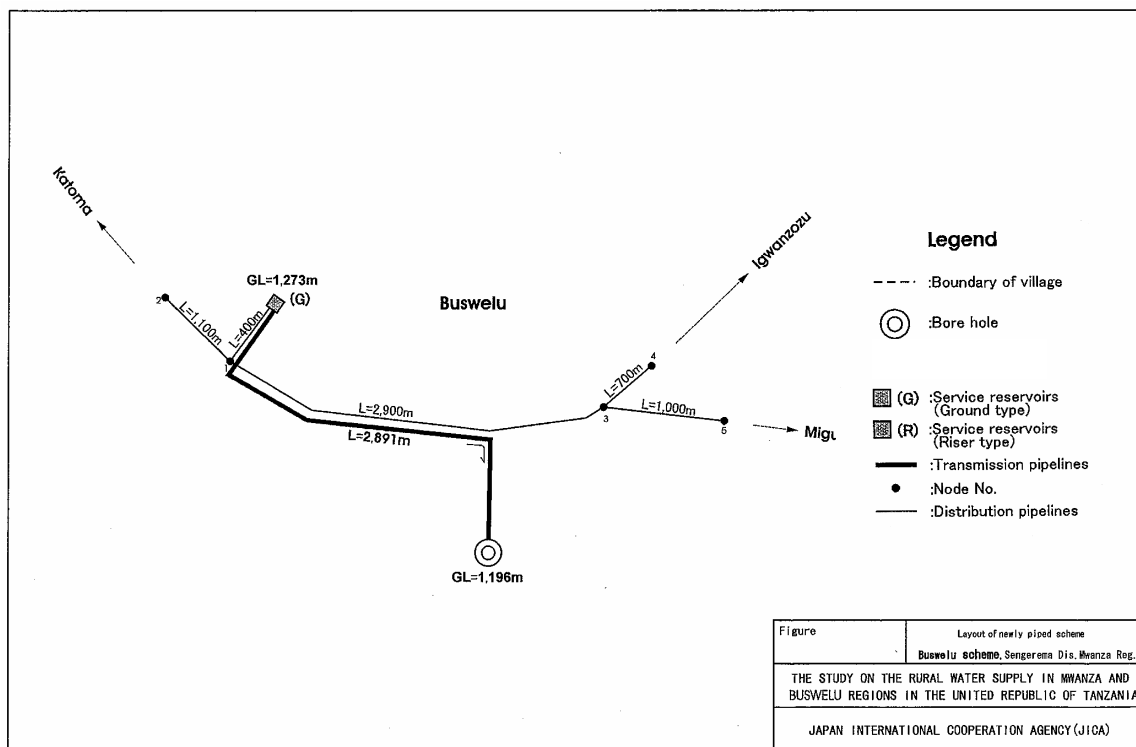 Katoma
GL=1,273m
(G)
2
L=1,100m
L=400m
1
Buswelu
Igwanzozu
4
L=700m
3
L=1,000m
5
Migu
L=2,900m
L=2,891m
GL=1,196m
Legend
:Boundary of village
:Bore hole
(G) :Service reservoirs
(Ground type)
(R) :Service reservoirs
(Riser type)
:Transmission pipelines
:Node No.
:Distribution pipelines
Figure
Layout of newly piped scheme
Buswelu scheme, Sengerema Dis. Mwanza Reg.
THE STUDY ON THE RURAL WATER SUPPLY IN MWANZA AND
BUSWELU REGIONS IN THE UNITED REPUBLIC OF TANZANIA
JAPAN INTERNATIONAL COOPERATION AGENCY(JICA)